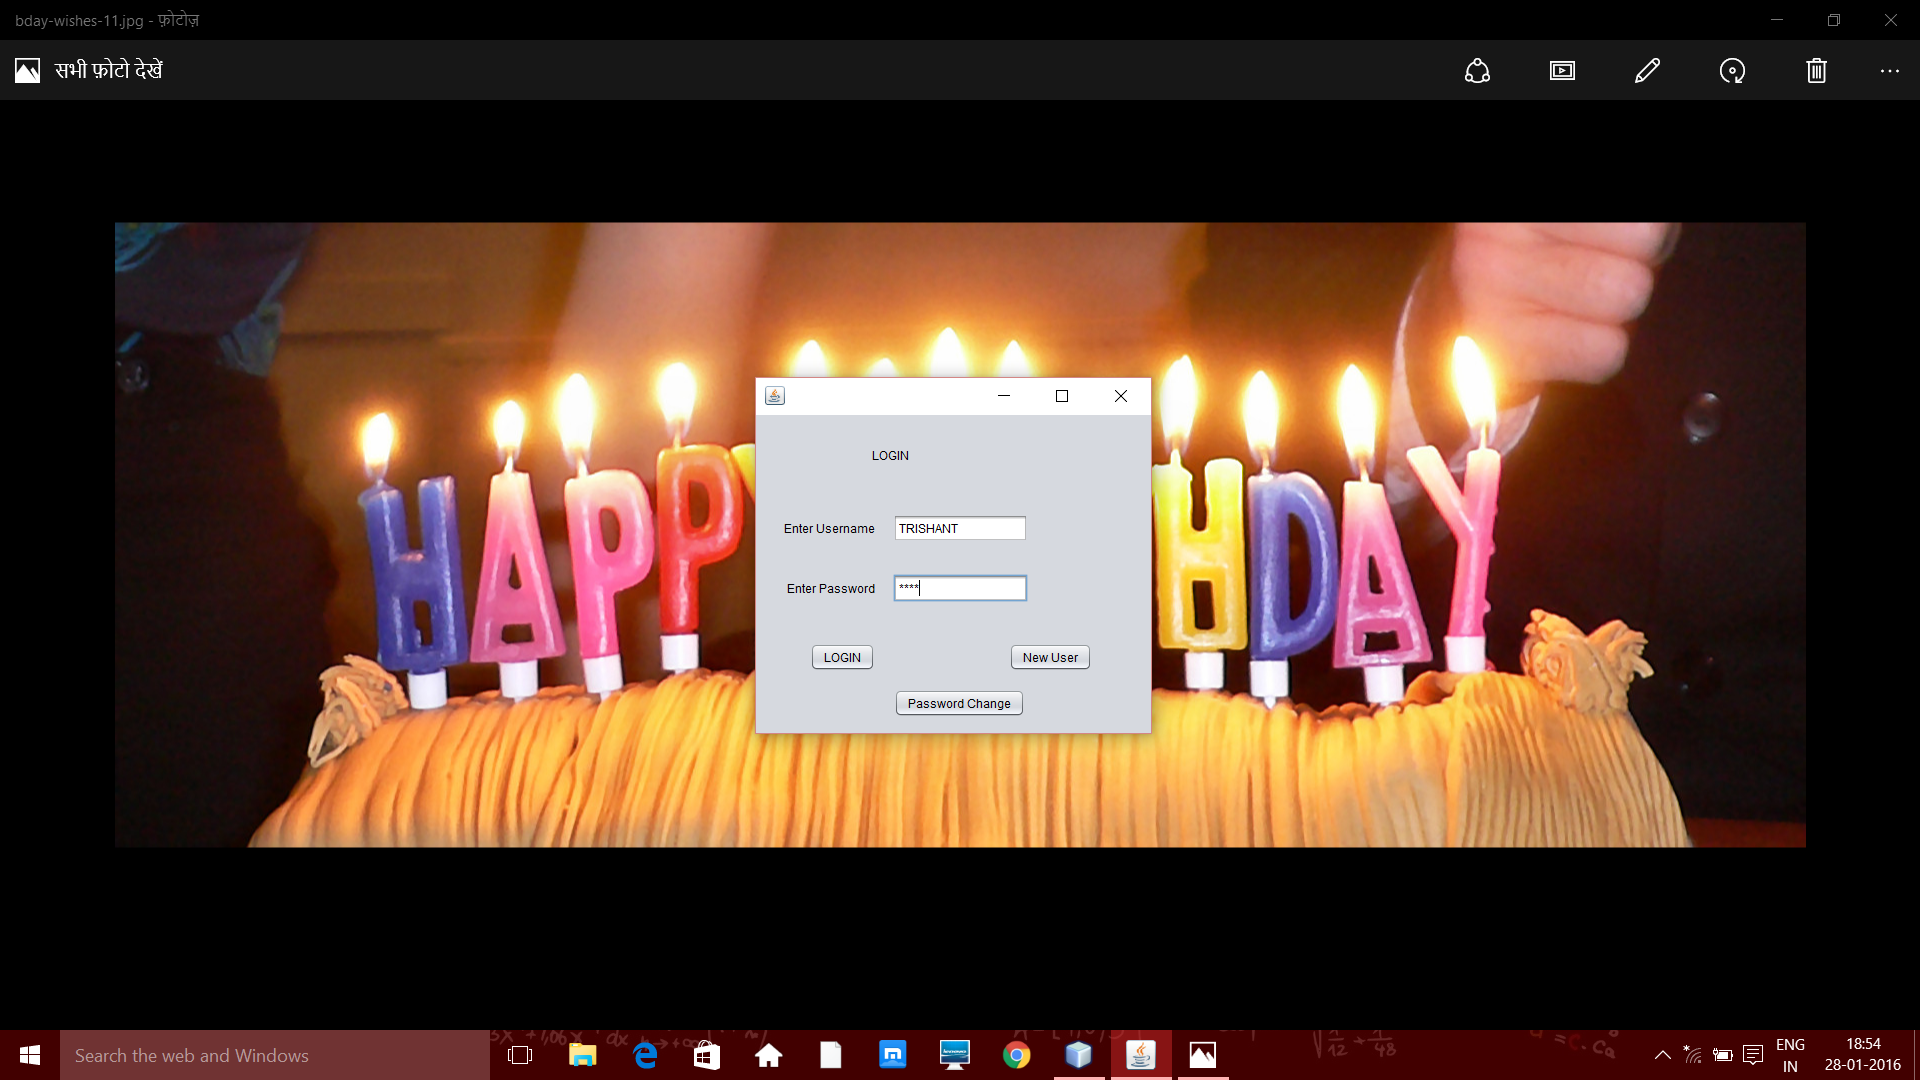 bday-wishes-11.jpg - फ़ोटोज़
सभी फ़ोटो देखें
HAPPY
HDAY
LOGIN
Enter Username TRISHANT
Enter Password ****
LOGIN New User
Password Change
Search the web and Windows
ENG
IN
18:54
28-01-2016